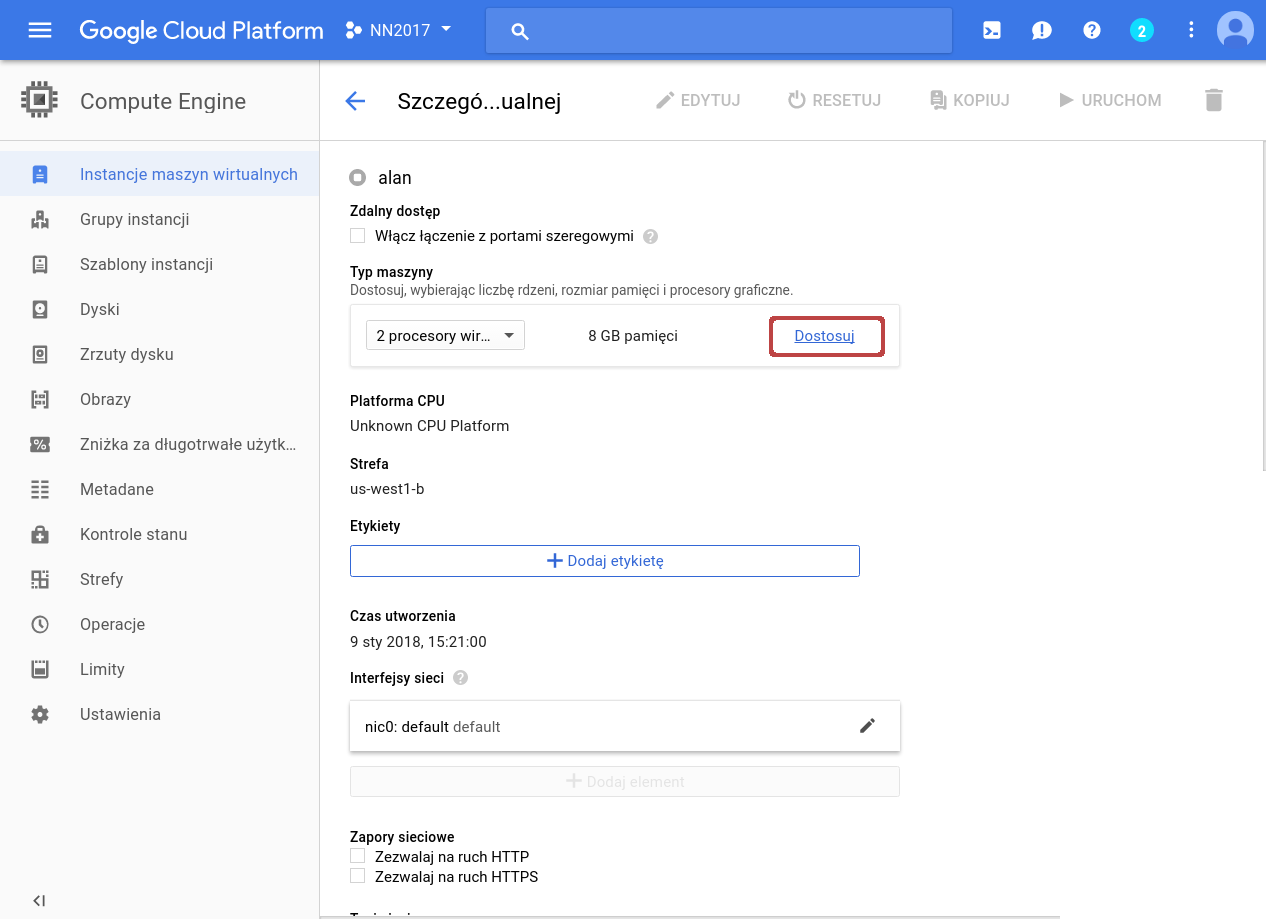 Google Cloud Platform
NN2017
2
Compute Engine
Szczegó...ualnej
EDYTUJ
RESETUJ
KOPIUJ
URUCHOM
Instancje maszyn wirtualnych
Grupy instancji
Szablony instancji
Dyski
Zrzuty dysku
Obrazy
Zniżka za długotrwałe użytk...
Metadane
Kontrole stanu
Strefy
Operacje
Limity
Ustawienia
alan
Zdalny dostęp
Włącz łączenie z portami szeregowymi ?
Typ maszyny
Dostosuj, wybierając liczbę rdzeni, rozmiar pamięci i procesory graficzne.
2 procesory wir... 8 GB pamięci Dostosuj
Platforma CPU
Unknown CPU Platform
Strefa
us-west1-b
Etykiety
+ Dodaj etykietę
Czas utworzenia
9 sty 2018, 15:21:00
Interfejsy sieci ?
nic0: default default
+ Dodaj element
Zapory sieciowe
Zezwalaj na ruch HTTP
Zezwalaj na ruch HTTPS